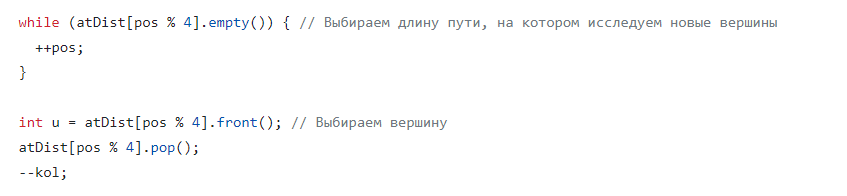 while (atDist[pos % 4].empty()) { // Выбираем длину пути, на котором исследуем новые вершины
  ++pos;
}

int u = atDist[pos % 4].front(); // Выбираем вершину
atDist[pos % 4].pop();
--kol;